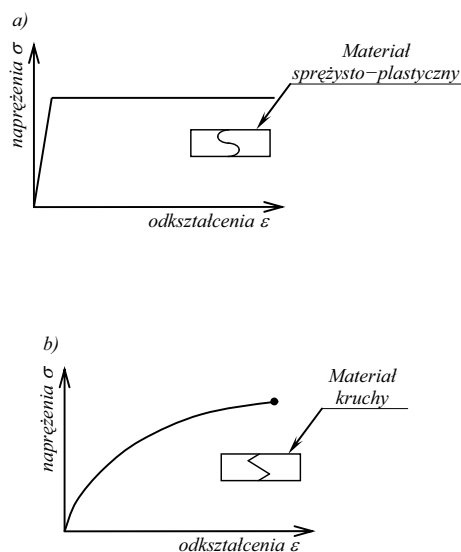 a)
naprężenia σ
Materiał
sprężysto−plastyczny
odkształcenia ε
b)
naprężenia σ
Materiał
kruchy
odkształcenia ε